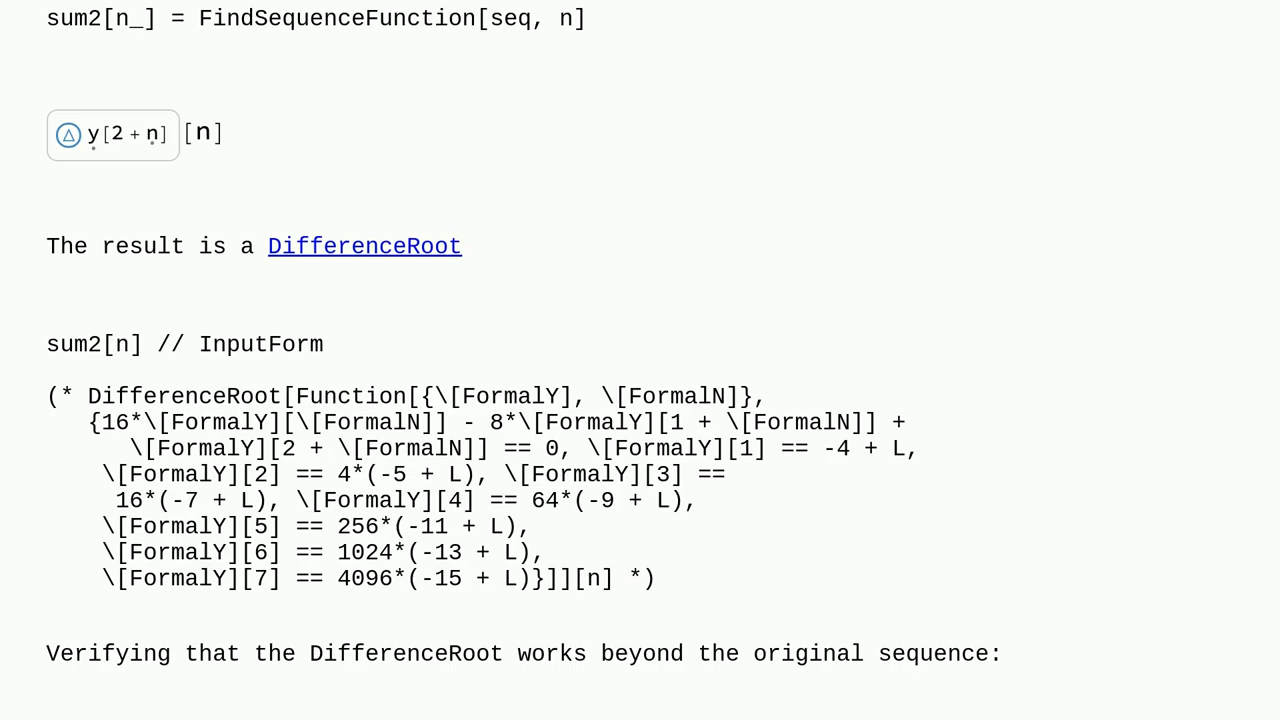 sum2[n_] = FindSequenceFunction[seq, n]
y[2 + n] [n]
The result is a DifferenceRoot
sum2[n] // InputForm
(* DifferenceRoot[Function[{\[FormalY], \[FormalN]},
{16*\[FormalY][\[FormalN]] - 8*\[FormalY][1 + \[FormalN]] +
\[FormalY][2 + \[FormalN]] == 0, \[FormalY][1] == -4 + L,
\[FormalY][2] == 4*(-5 + L), \[FormalY][3] ==
16*(-7 + L), \[FormalY][4] == 64*(-9 + L),
\[FormalY][5] == 256*(-11 + L),
\[FormalY][6] == 1024*(-13 + L),
\[FormalY][7] == 4096*(-15 + L)}]][n] *)
Verifying that the DifferenceRoot works beyond the original sequence: